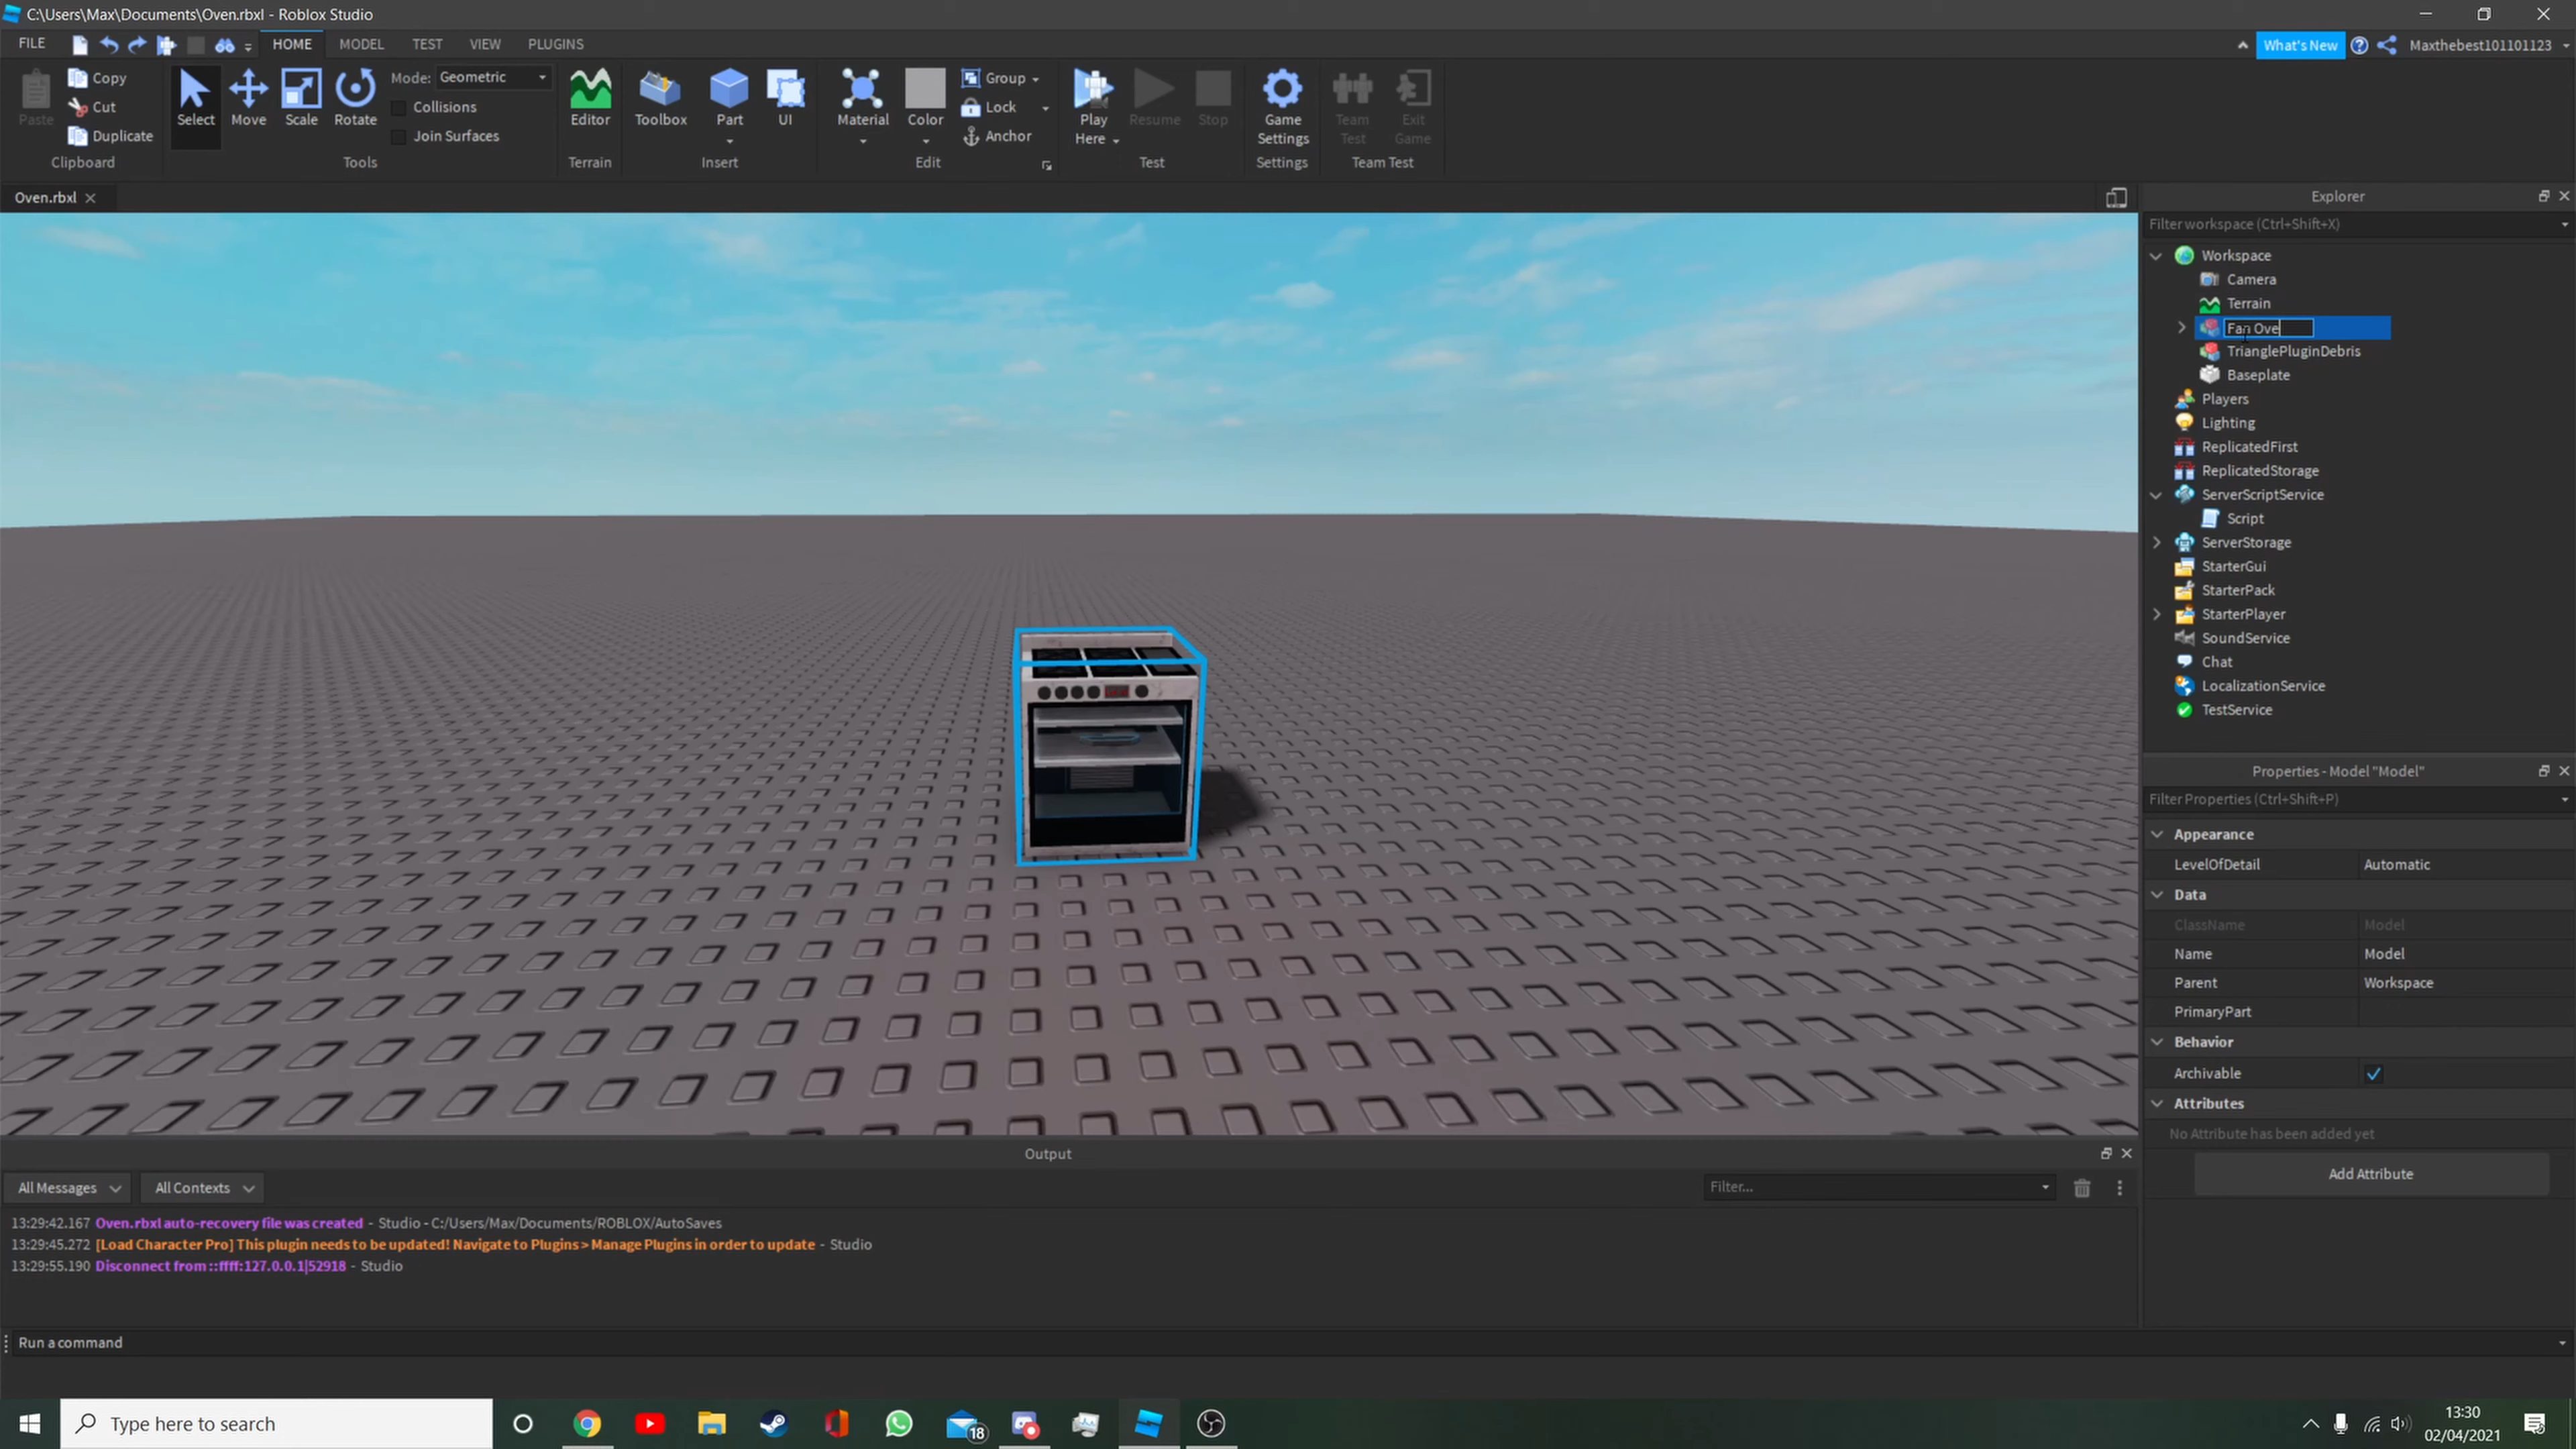 C:\Users\Max\Documents\Oven.rbxl - Roblox Studio
FILE HOME MODEL TEST VIEW PLUGINS What's New Maxthebest101101123
Paste Copy Cut Duplicate Clipboard
Select Move Scale Rotate Mode: Geometric Collisions Join Surfaces Tools
Editor Terrain
Toolbox Part UI Insert
Material Color Group Lock Anchor Edit
Play Here Resume Stop Test
Game Settings Settings
Team Test Exit Game Team Test
Oven.rbxl
Explorer
Filter workspace (Ctrl+Shift+X)
Workspace
Camera
Terrain
Fan Ove
TrianglePluginDebris
Baseplate
Players
Lighting
ReplicatedFirst
ReplicatedStorage
ServerScriptService
Script
ServerStorage
StarterGui
StarterPack
StarterPlayer
SoundService
Chat
LocalizationService
TestService
Properties - Model "Model"
Filter Properties (Ctrl+Shift+P)
Appearance
LevelOfDetail Automatic
Data
ClassName Model
Name Model
Parent Workspace
PrimaryPart
Behavior
Archivable
Attributes
No Attribute has been added yet
Add Attribute
Output
All Messages All Contexts Filter...
13:29:42.167 Oven.rbxl auto-recovery file was created - Studio - C:/Users/Max/Documents/ROBLOX/AutoSaves
13:29:45.272 [Load Character Pro] This plugin needs to be updated! Navigate to Plugins > Manage Plugins in order to update - Studio
13:29:55.190 Disconnect from ::ffff:127.0.0.1|52918 - Studio
Run a command
Type here to search
18
13:30
02/04/2021